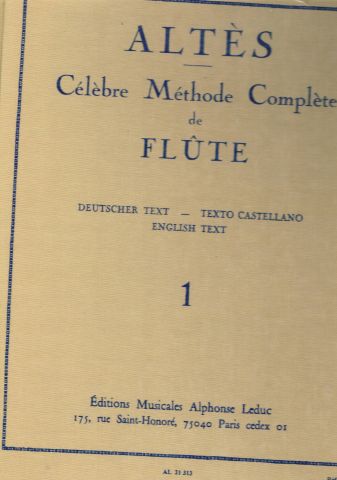 ALTÈS
Célèbre Méthode Complète
de
FLÛTE
DEUTSCHER TEXT — TEXTO CASTELLANO
ENGLISH TEXT
1
Éditions Musicales Alphonse Leduc
175, rue Saint-Honoré, 75040 Paris cedex 01
AL 21 313